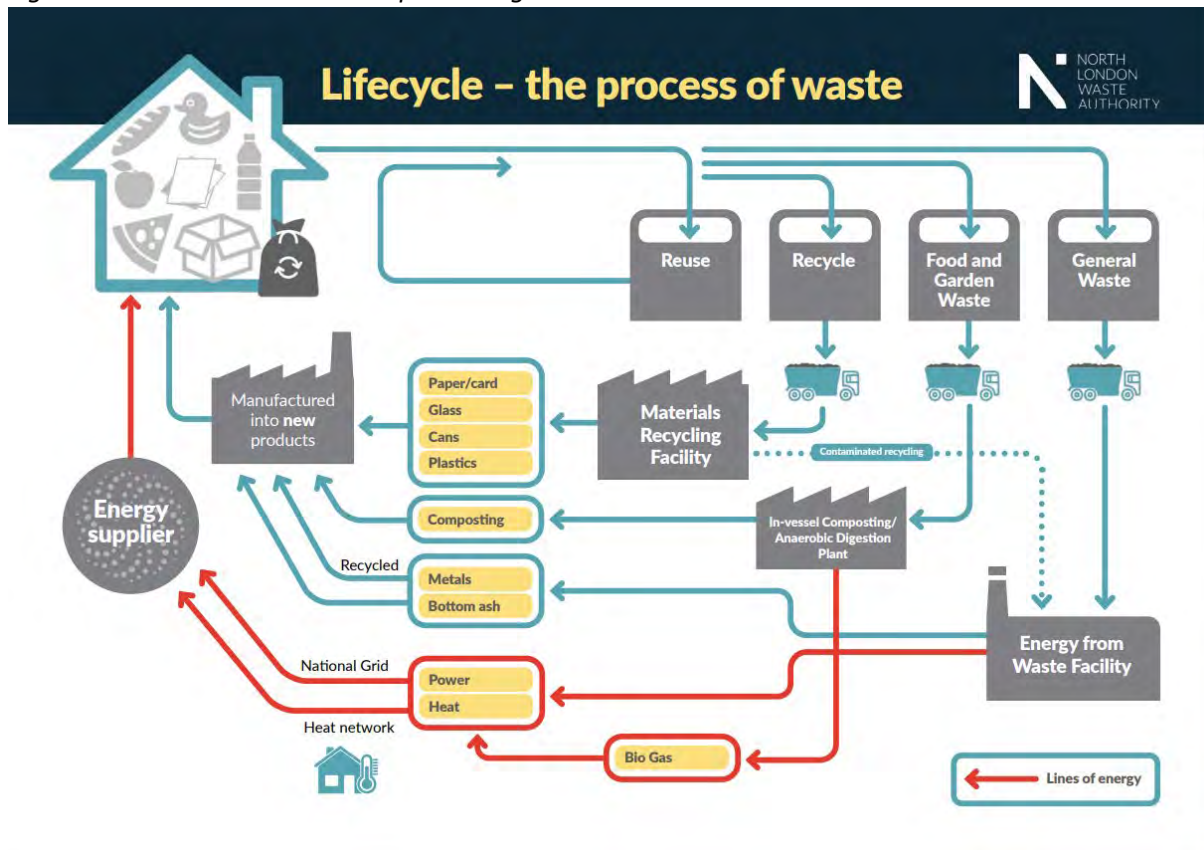 Lifecycle – the process of waste
NORTH
LONDON
WASTE
AUTHORITY
Reuse
Recycle
Food and
Garden
Waste
General
Waste
Manufactured
into new
products
Paper/card
Glass
Cans
Plastics
Materials
Recycling
Facility
Contaminated recycling
Energy
supplier
Composting
In-vessel Composting/
Anaerobic Digestion
Plant
Recycled
Metals
Bottom ash
Energy from
Waste Facility
National Grid
Power
Heat
Heat network
Bio Gas
Lines of energy